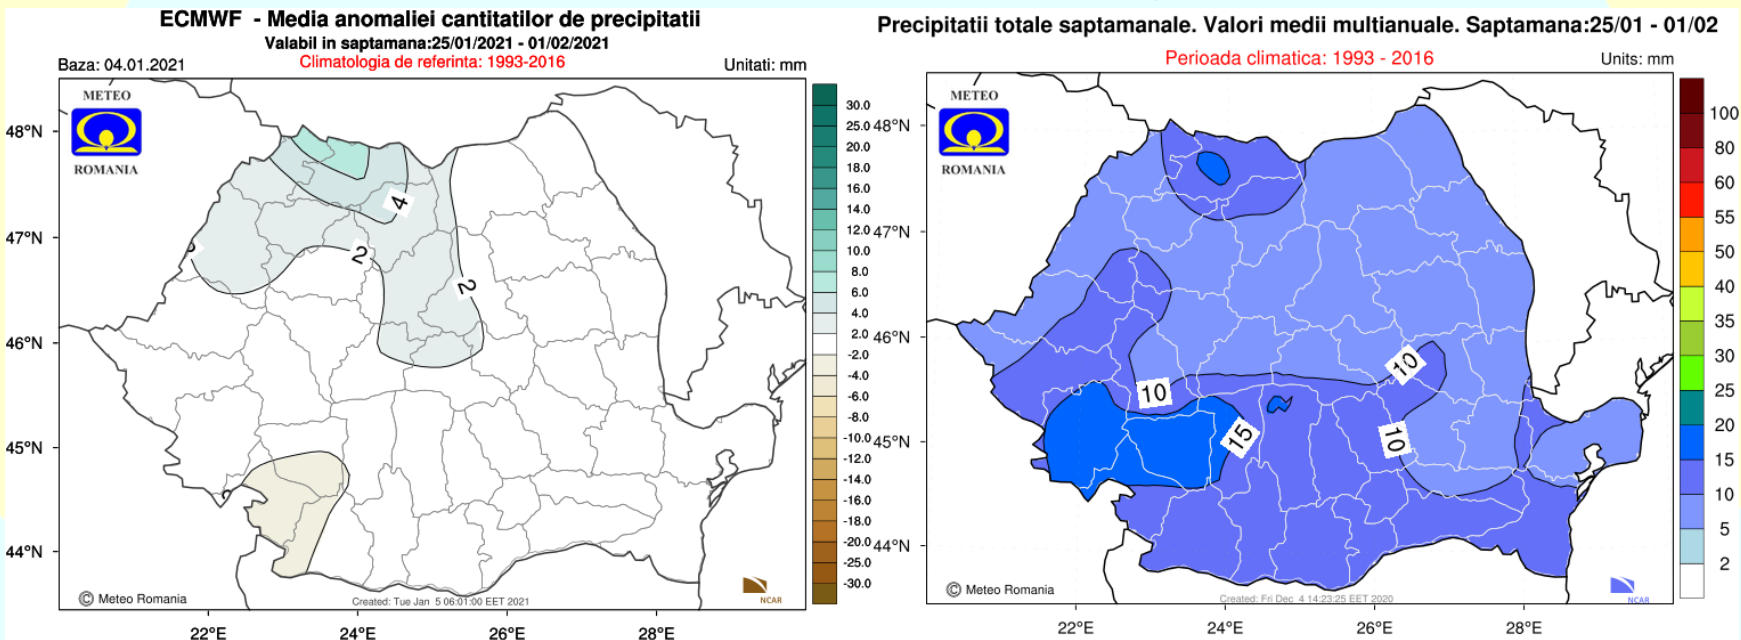 ECMWF - Media anomaliei cantitatilor de precipitatii
Valabil in saptamana:25/01/2021 - 01/02/2021
Baza: 04.01.2021
Climatologia de referinta: 1993-2016
Unitati: mm
METEO
ROMANIA
48°N
47°N
46°N
45°N
44°N
4
2
2
30.0
25.0
20.0
18.0
16.0
14.0
12.0
10.0
8.0
6.0
4.0
2.0
-2.0
-4.0
-6.0
-8.0
-10.0
-12.0
-14.0
-16.0
-18.0
-20.0
-25.0
-30.0
© Meteo Romania
Created: Tue Jan 5 06:01:00 EET 2021
NCAR
22°E
24°E
26°E
28°E
Precipitatii totale saptamanale. Valori medii multianuale. Saptamana:25/01 - 01/02
Perioada climatica: 1993 - 2016
Units: mm
METEO
ROMANIA
48°N
47°N
46°N
45°N
44°N
10
10
15
10
100
80
60
55
50
40
35
30
25
20
15
10
5
2
© Meteo Romania
Created: Fri Dec 4 14:23:25 EET 2020
NCAR
22°E
24°E
26°E
28°E